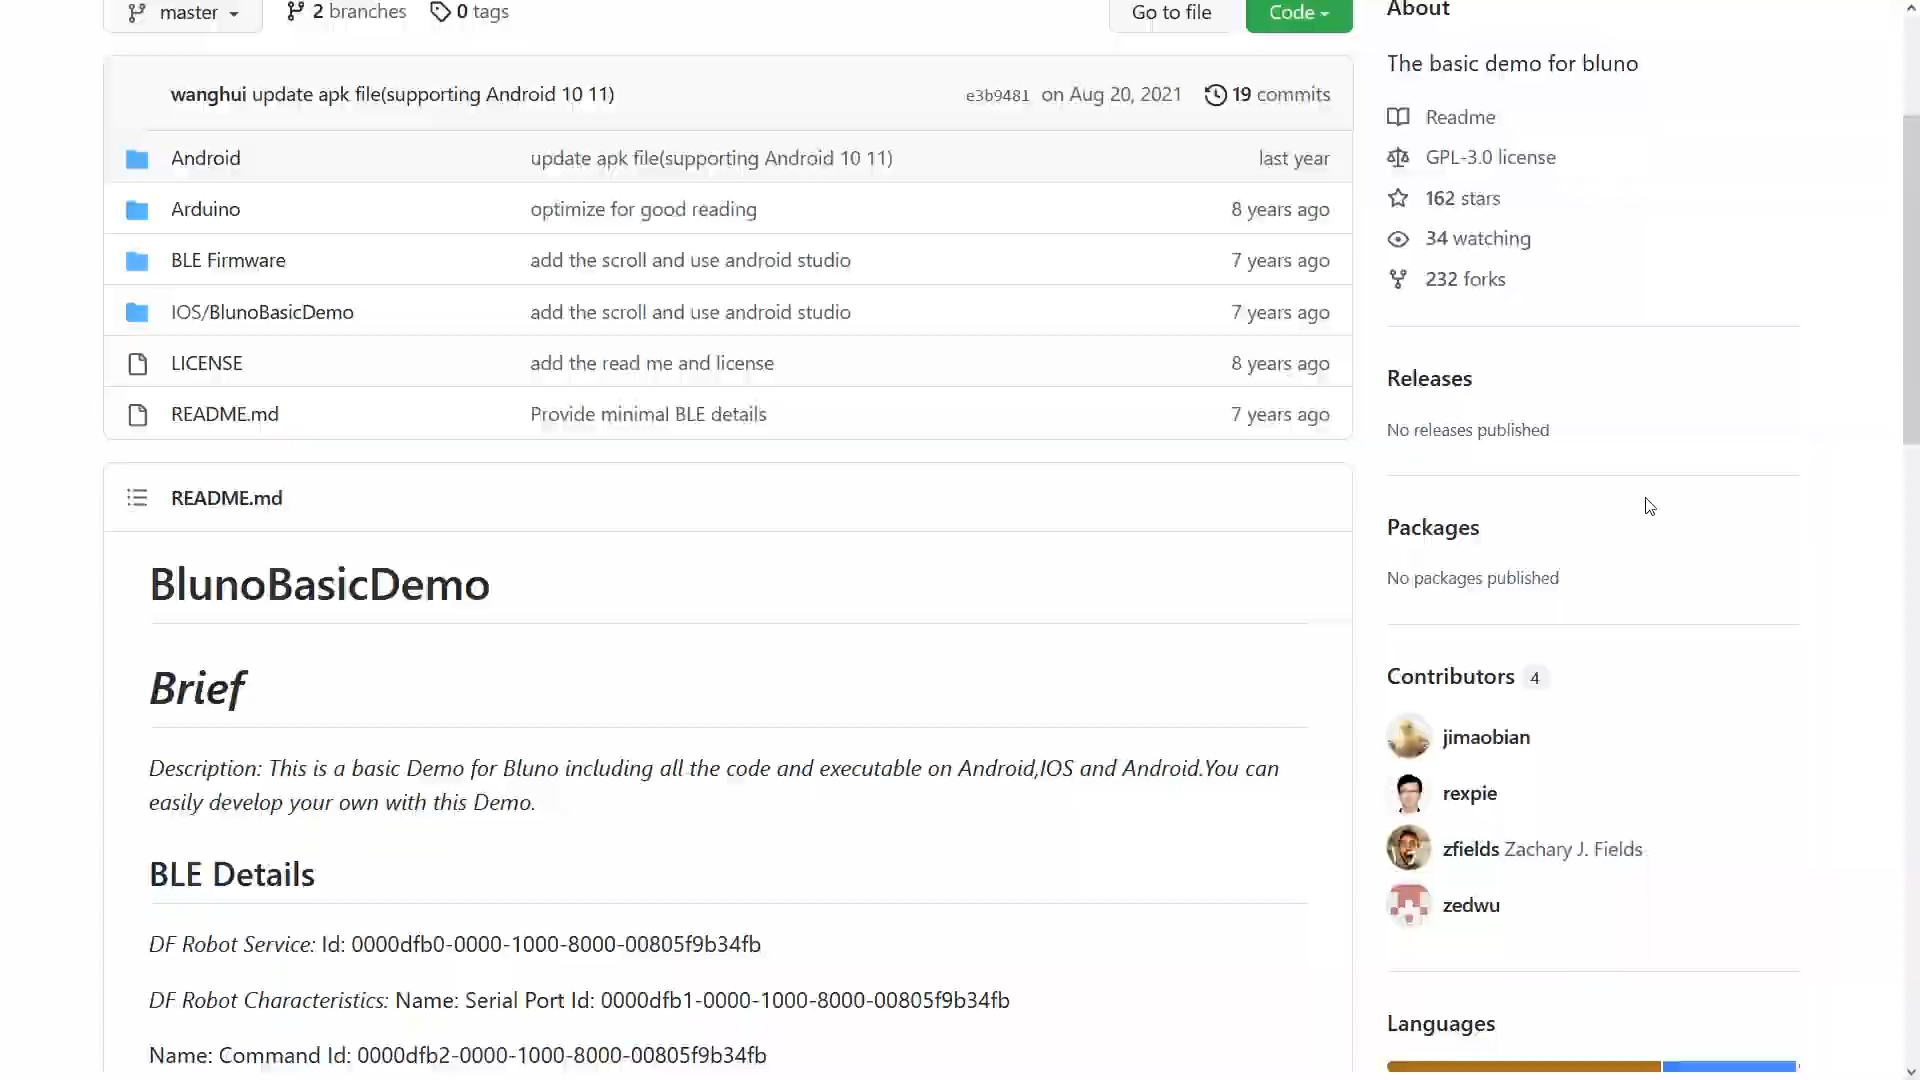 master
2 branches
0 tags
Go to file
Code
wanghui update apk file(supporting Android 10 11)
e3b9481 on Aug 20, 2021
19 commits
Android
update apk file(supporting Android 10 11)
last year
Arduino
optimize for good reading
8 years ago
BLE Firmware
add the scroll and use android studio
7 years ago
IOS/BlunoBasicDemo
add the scroll and use android studio
7 years ago
LICENSE
add the read me and license
8 years ago
README.md
Provide minimal BLE details
7 years ago
README.md
BlunoBasicDemo
Brief
Description: This is a basic Demo for Bluno including all the code and executable on Android,IOS and Android.You can
easily develop your own with this Demo.
BLE Details
DF Robot Service: Id: 0000dfb0-0000-1000-8000-00805f9b34fb
DF Robot Characteristics: Name: Serial Port Id: 0000dfb1-0000-1000-8000-00805f9b34fb
Name: Command Id: 0000dfb2-0000-1000-8000-00805f9b34fb
About
The basic demo for bluno
Readme
GPL-3.0 license
162 stars
34 watching
232 forks
Releases
No releases published
Packages
No packages published
Contributors 4
jimaobian
rexpie
zfields Zachary J. Fields
zedwu
Languages